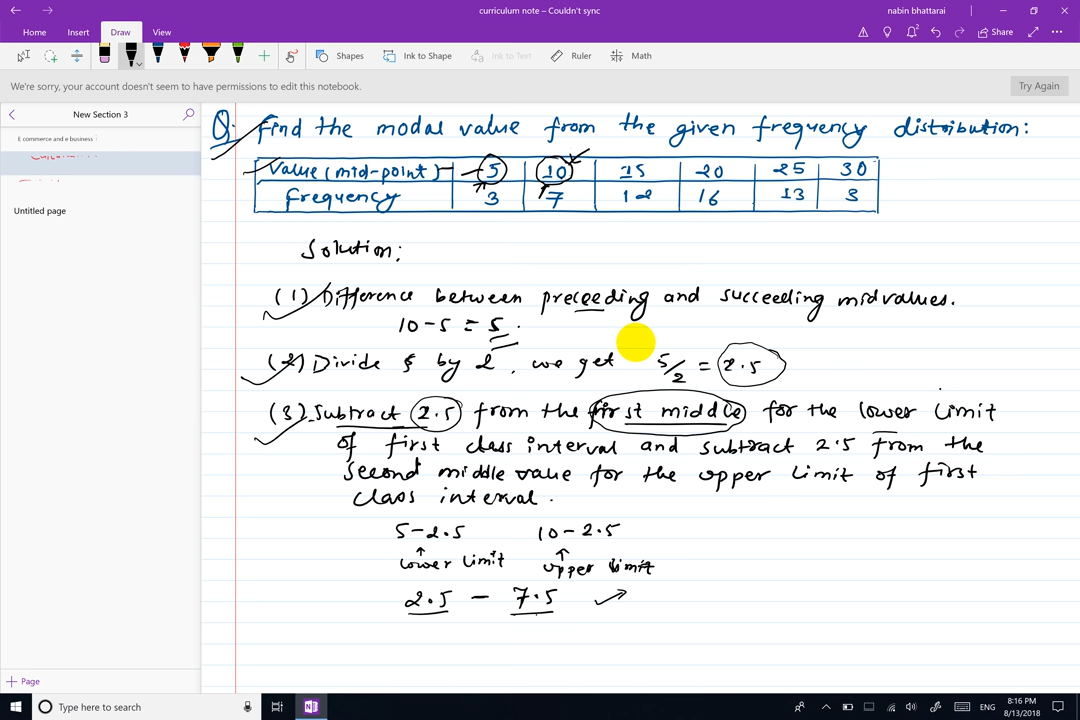 curriculum note – Couldn't sync
nabin bhattarai
Home Insert Draw View
Share
Shapes Ink to Shape Ink to Text Ruler Math
We're sorry, your account doesn't seem to have permissions to edit this notebook.
Try Again
New Section 3
E commerce and e business
Untitled page
Q. Find the modal value from the given frequency distribution:
Value (mid-point) 5 10 15 20 25 30
frequency 3 7 12 16 13 3
Solution:
(1) Difference between preceeding and succeeding midvalues.
10-5 = 5.
(2) Divide 5 by 2, we get 5/2 = 2.5
(3) Subtract 2.5 from the first middle for the lower limit
of first class interval and subtract 2.5 from the
second middle value for the upper limit of first
class interval.
5-2.5 10-2.5
↑ ↑
lower limit upper limit
2.5 - 7.5
+ Page
Type here to search
ENG
8:16 PM
8/13/2018